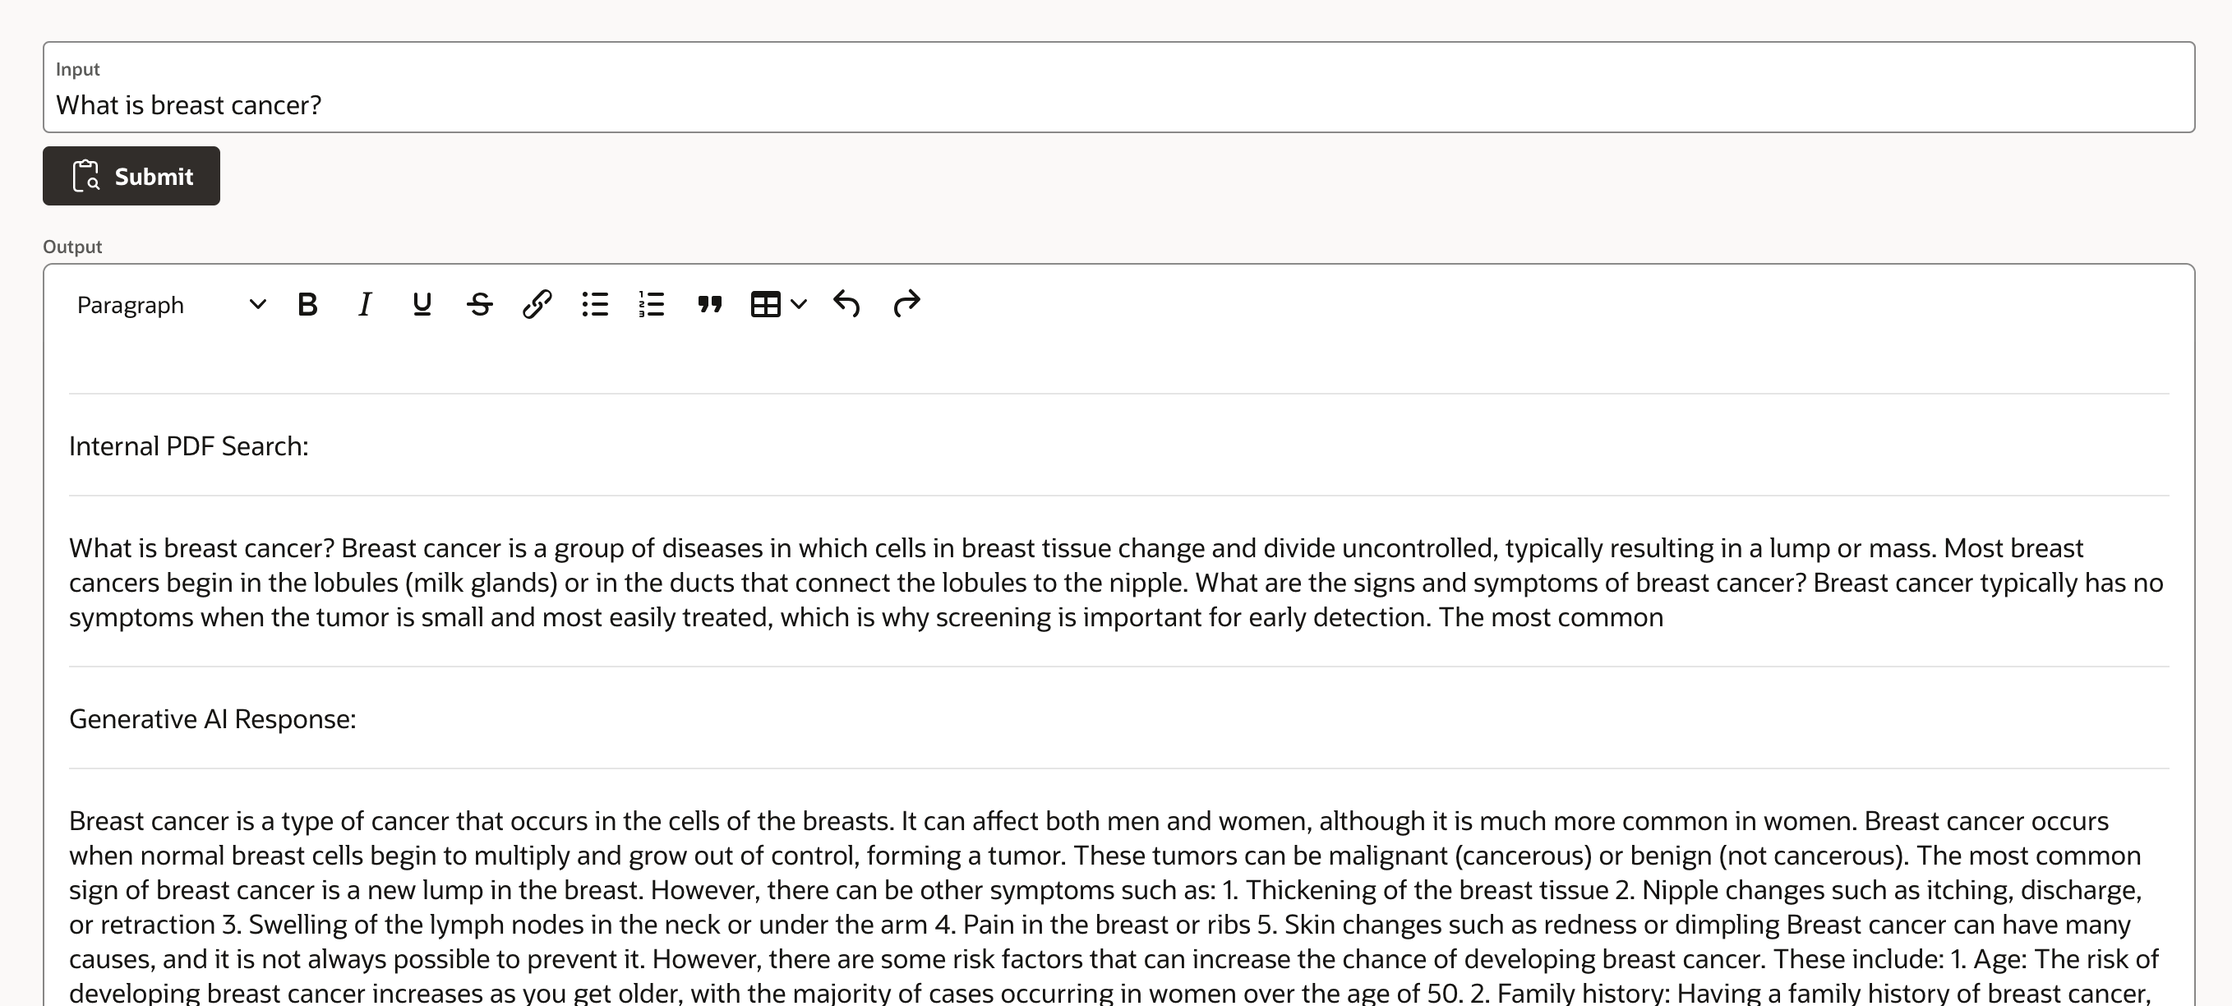 Input
What is breast cancer?
Submit
Output
Paragraph
Internal PDF Search:
What is breast cancer? Breast cancer is a group of diseases in which cells in breast tissue change and divide uncontrolled, typically resulting in a lump or mass. Most breast
cancers begin in the lobules (milk glands) or in the ducts that connect the lobules to the nipple. What are the signs and symptoms of breast cancer? Breast cancer typically has no
symptoms when the tumor is small and most easily treated, which is why screening is important for early detection. The most common
Generative AI Response:
Breast cancer is a type of cancer that occurs in the cells of the breasts. It can affect both men and women, although it is much more common in women. Breast cancer occurs
when normal breast cells begin to multiply and grow out of control, forming a tumor. These tumors can be malignant (cancerous) or benign (not cancerous). The most common
sign of breast cancer is a new lump in the breast. However, there can be other symptoms such as: 1. Thickening of the breast tissue 2. Nipple changes such as itching, discharge,
or retraction 3. Swelling of the lymph nodes in the neck or under the arm 4. Pain in the breast or ribs 5. Skin changes such as redness or dimpling Breast cancer can have many
causes, and it is not always possible to prevent it. However, there are some risk factors that can increase the chance of developing breast cancer. These include: 1. Age: The risk of
developing breast cancer increases as you get older, with the majority of cases occurring in women over the age of 50. 2. Family history: Having a family history of breast cancer,